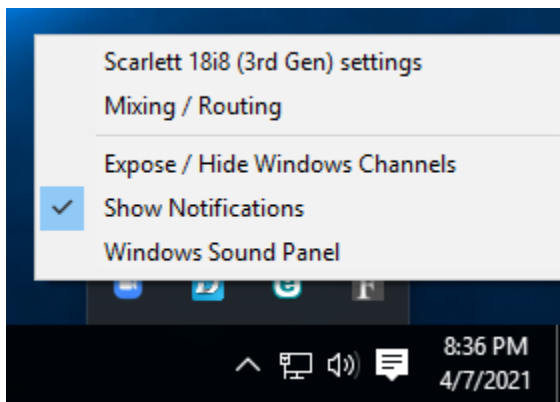 Scarlett 18i8 (3rd Gen) settings
Mixing / Routing
Expose / Hide Windows Channels
Show Notifications
Windows Sound Panel
8:36 PM
4/7/2021